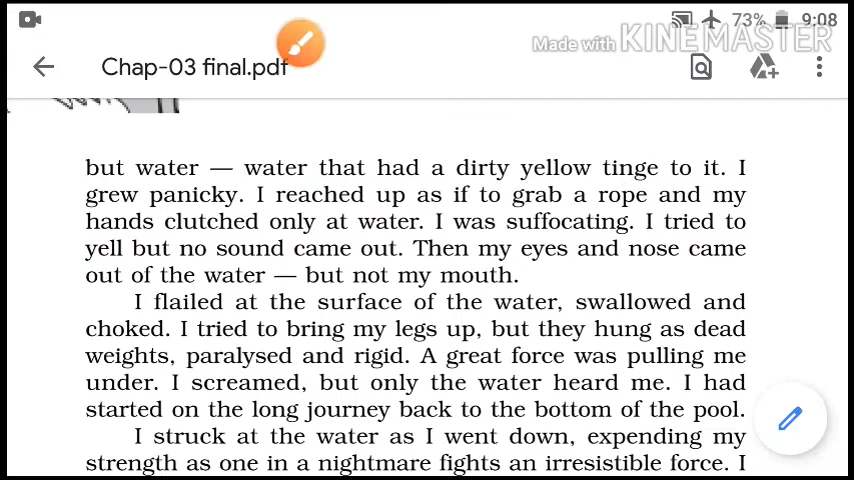 73% 9:08
Made with KINEMASTER
Chap-03 final.pdf
but water — water that had a dirty yellow tinge to it. I
grew panicky. I reached up as if to grab a rope and my
hands clutched only at water. I was suffocating. I tried to
yell but no sound came out. Then my eyes and nose came
out of the water — but not my mouth.
I flailed at the surface of the water, swallowed and
choked. I tried to bring my legs up, but they hung as dead
weights, paralysed and rigid. A great force was pulling me
under. I screamed, but only the water heard me. I had
started on the long journey back to the bottom of the pool.
I struck at the water as I went down, expending my
strength as one in a nightmare fights an irresistible force. I